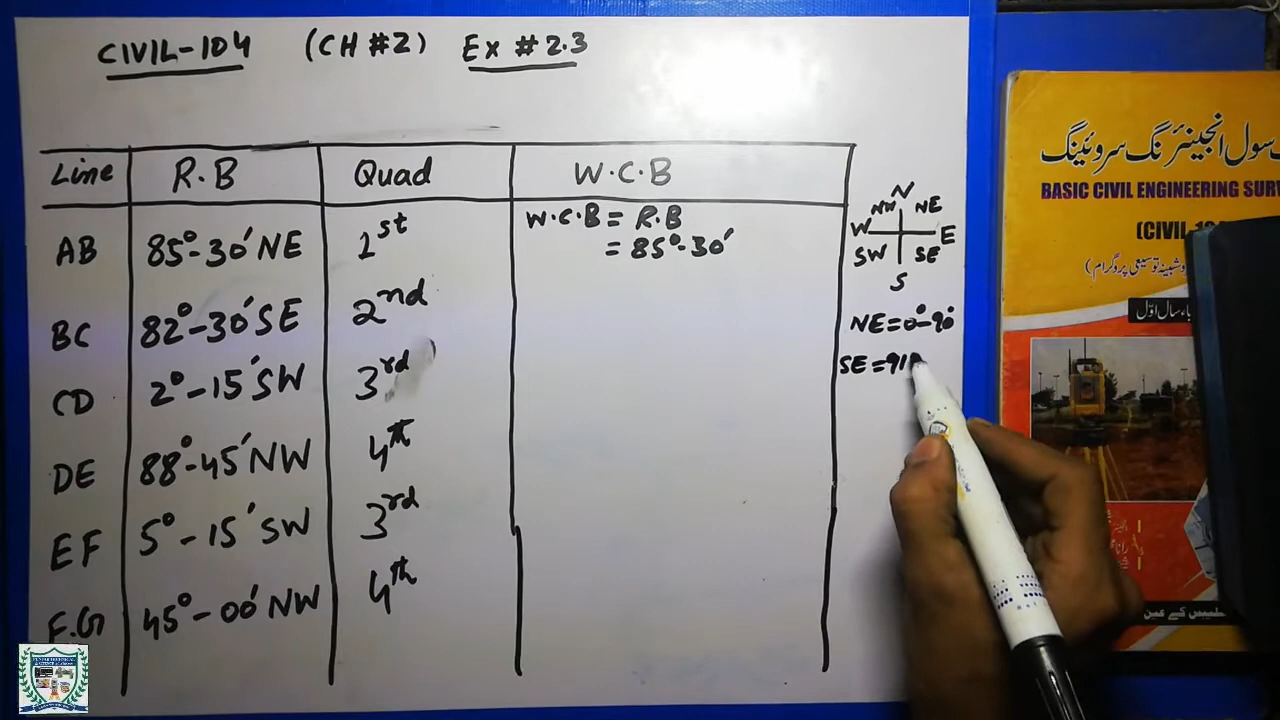 CIVIL-104 (CH #2) Ex # 2.3
Line R.B Quad W.C.B
AB 85°-30' NE 1st W.C.B = R.B
= 85°-30'
BC 82°-30' SE 2nd
CD 2°-15' SW 3rd
DE 88°-45' NW 4th
EF 5°-15' SW 3rd
F.G 45°-00' NW 4th
N
NW NE
W E
SW SE
S
NE=0°-90°
SE=91
سول انجینئرنگ سروئینگ
BASIC CIVIL ENGINEERING SUR
(CIVIL-10